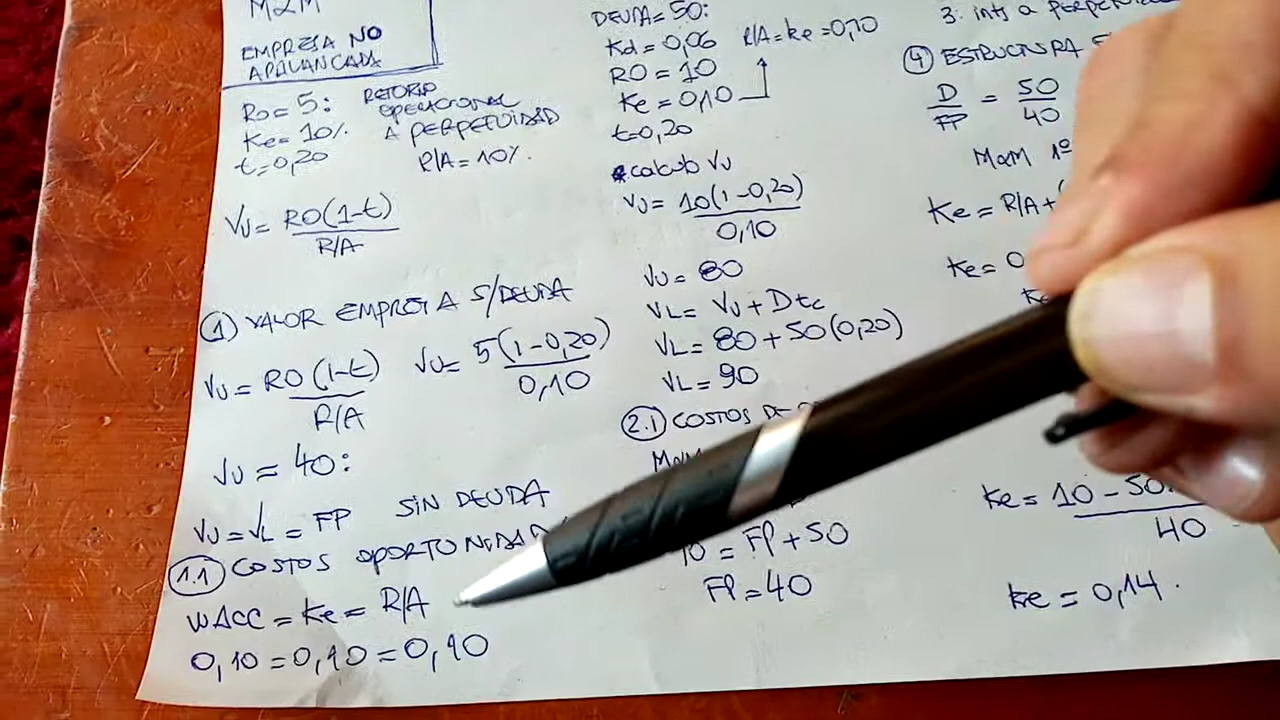 M&M
EMPRESA NO
APALANCADA
RO = 5: RETORNO
OPERACIONAL
Ke = 10% A PERPETUIDAD
t = 0,20 R/A = 10%.
VU = RO(1-t)
R/A
① VALOR EMPRESA S/DEUDA
VU = RO(1-t)
R/A
VU = 5(1-0,20)
0,10
VU = 40:
VU = VL = FP SIN DEUDA
1.1 COSTOS OPORTUNIDAD
WACC = Ke = R/A
0,10 = 0,10 = 0,10
DEUDA = 50:
Kd = 0,06 R/A = Ke = 0,10
RO = 10
Ke = 0,10
t=0,20
*calculo VU
VU = 10(1-0,20)
0,10
VU = 80
VL = VU + Dtc
VL = 80 + 50(0,20)
VL = 90
2.1 COSTOS DE
= FP + 50
FP = 40
3. ints a
④ ESTRUCTURA
D = 50
FP 40
M&M 1º
Ke = R/A +
Ke = 0
Ke = 10 - 50
40
Ke = 0,14.